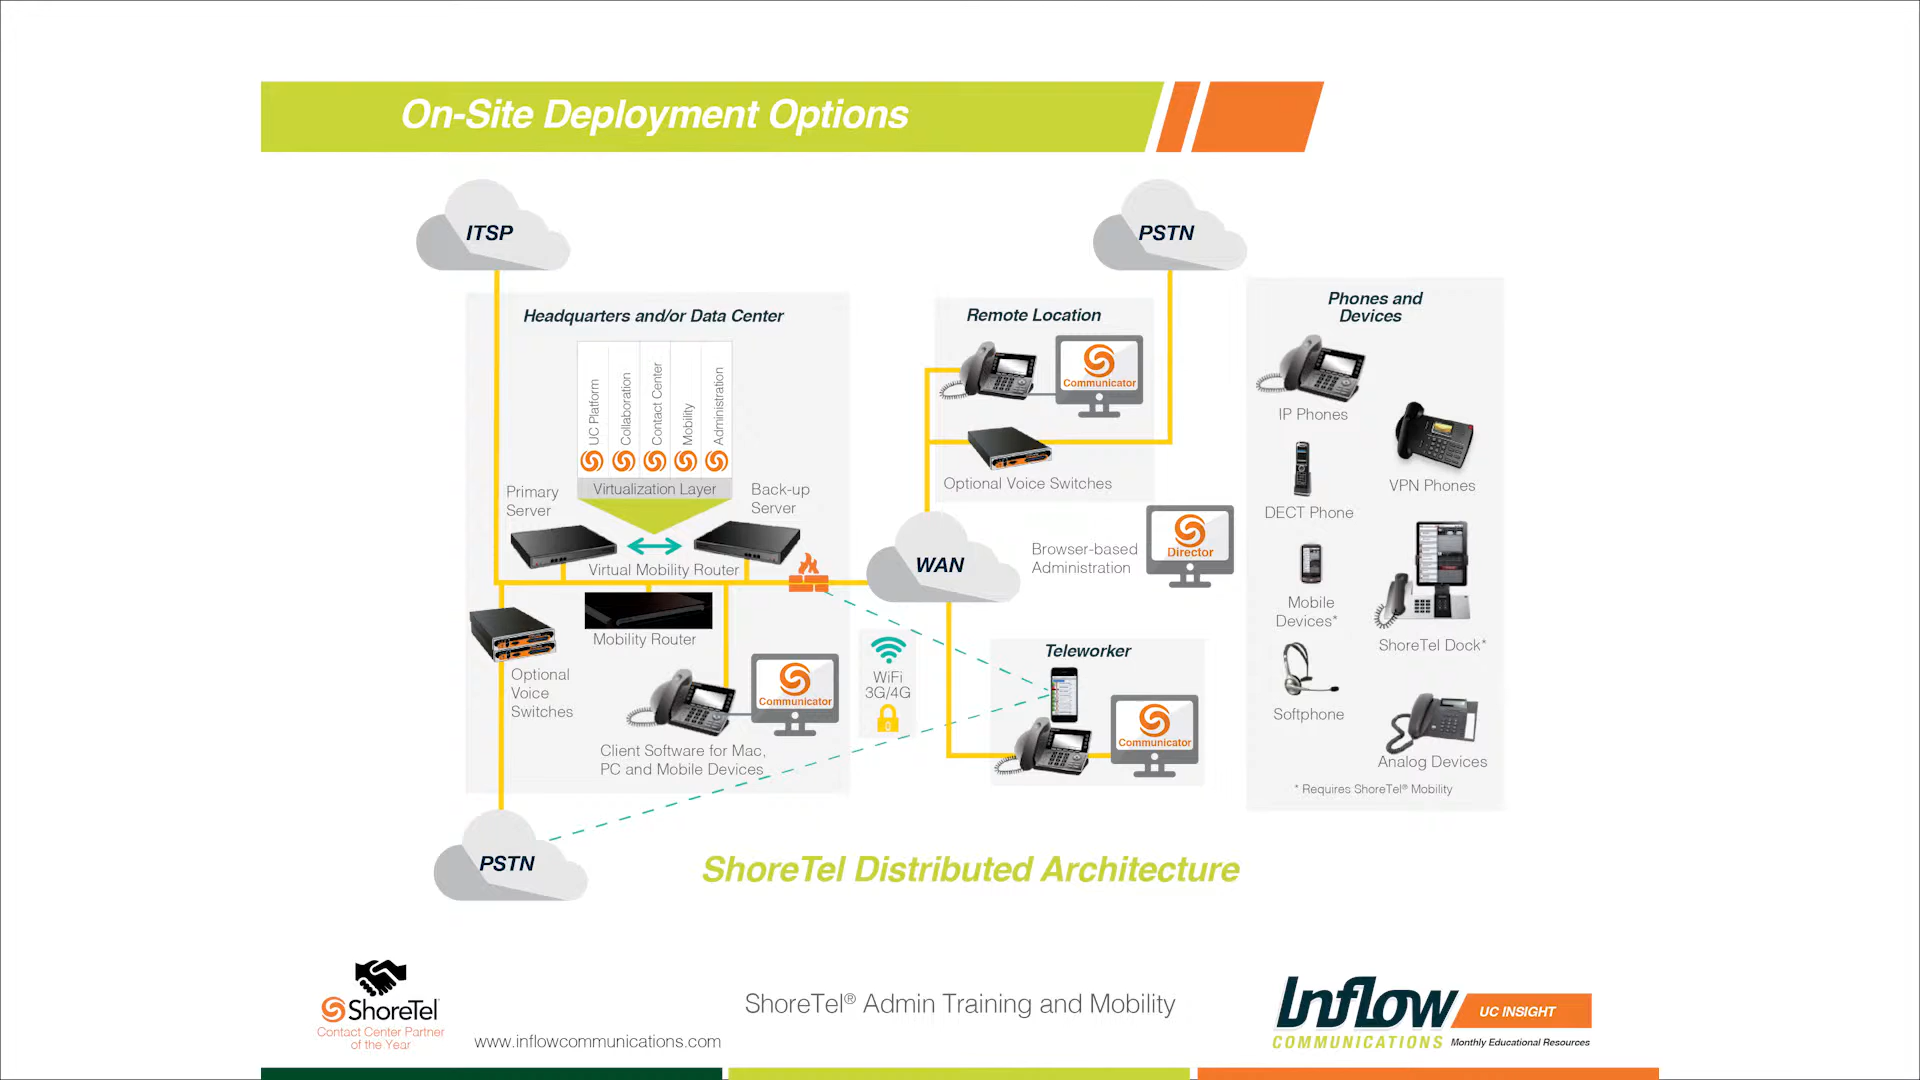 On-Site Deployment Options
ITSP
PSTN
Headquarters and/or Data Center
UC Platform
Collaboration
Contact Center
Mobility
Administration
Virtualization Layer
Primary
Server
Back-up
Server
Virtual Mobility Router
Mobility Router
Optional
Voice
Switches
Communicator
Client Software for Mac,
PC and Mobile Devices
PSTN
WAN
WiFi
3G/4G
Remote Location
Communicator
Optional Voice Switches
Browser-based
Administration
Director
Teleworker
Communicator
Phones and
Devices
IP Phones
VPN Phones
DECT Phone
Mobile
Devices*
ShoreTel Dock*
Softphone
Analog Devices
* Requires ShoreTel® Mobility
ShoreTel Distributed Architecture
ShoreTel
Contact Center Partner
of the Year
www.inflowcommunications.com
ShoreTel® Admin Training and Mobility
Inflow
COMMUNICATIONS
UC INSIGHT
Monthly Educational Resources